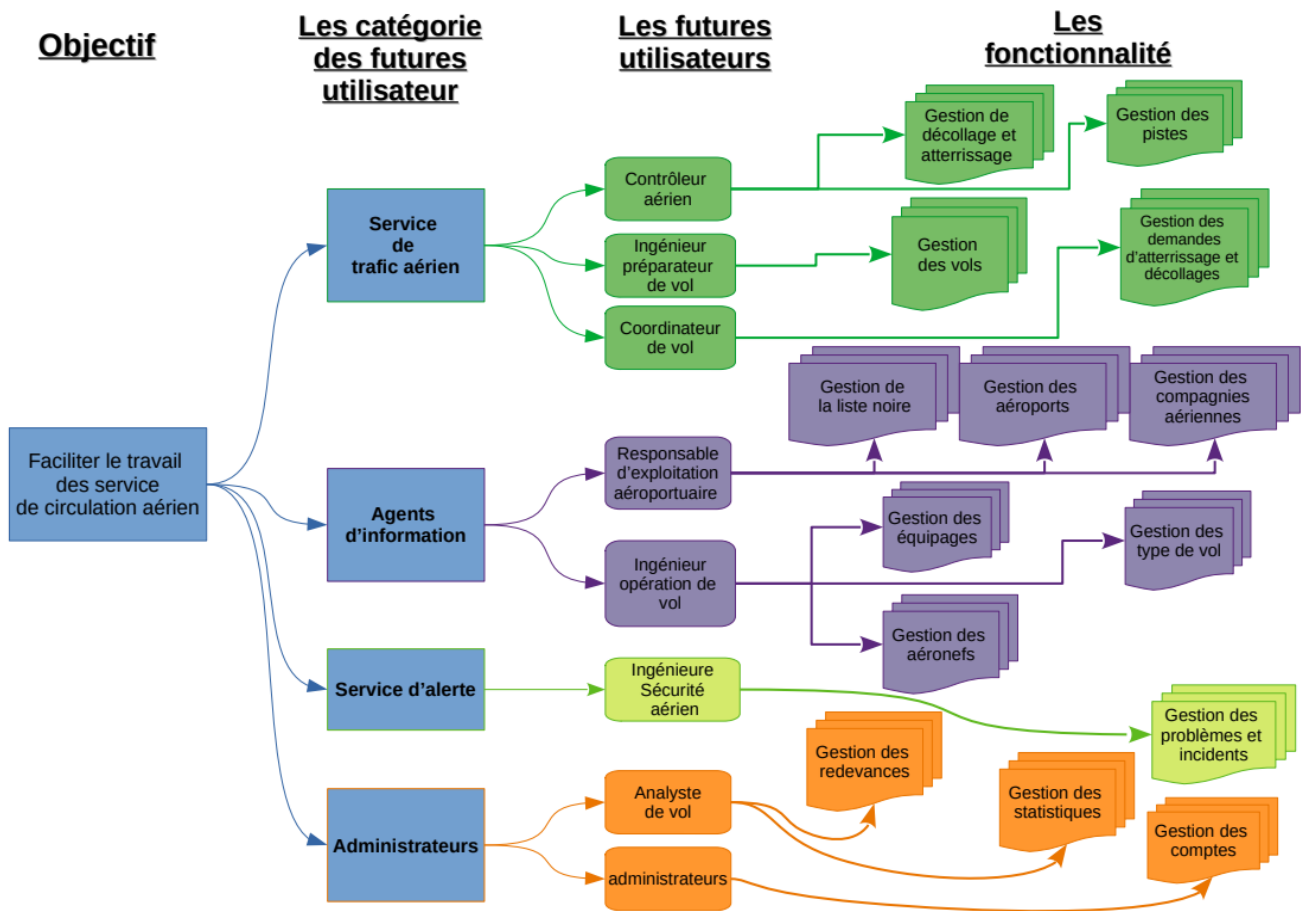 Objectif
Les catégorie
des futures
utilisateur
Les futures
utilisateurs
Les
fonctionnalité
Faciliter le travail
des service
de circulation aérien
Service
de
trafic aérien
Contrôleur
aérien
Ingénieur
préparateur
de vol
Coordinateur
de vol
Gestion de
décollage et
atterrissage
Gestion des
pistes
Gestion
des vols
Gestion des
demandes
d'atterrissage et
décollages
Agents
d'information
Responsable
d'exploitation
aéroportuaire
Ingénieur
opération de
vol
Gestion de
la liste noire
Gestion des
aéroports
Gestion des
compagnies
aériennes
Gestion des
équipages
Gestion des
type de vol
Gestion des
aéronefs
Service d'alerte
Ingénieure
Sécurité
aérien
Gestion des
problèmes et
incidents
Administrateurs
Analyste
de vol
administrateurs
Gestion des
redevances
Gestion des
statistiques
Gestion des
comptes